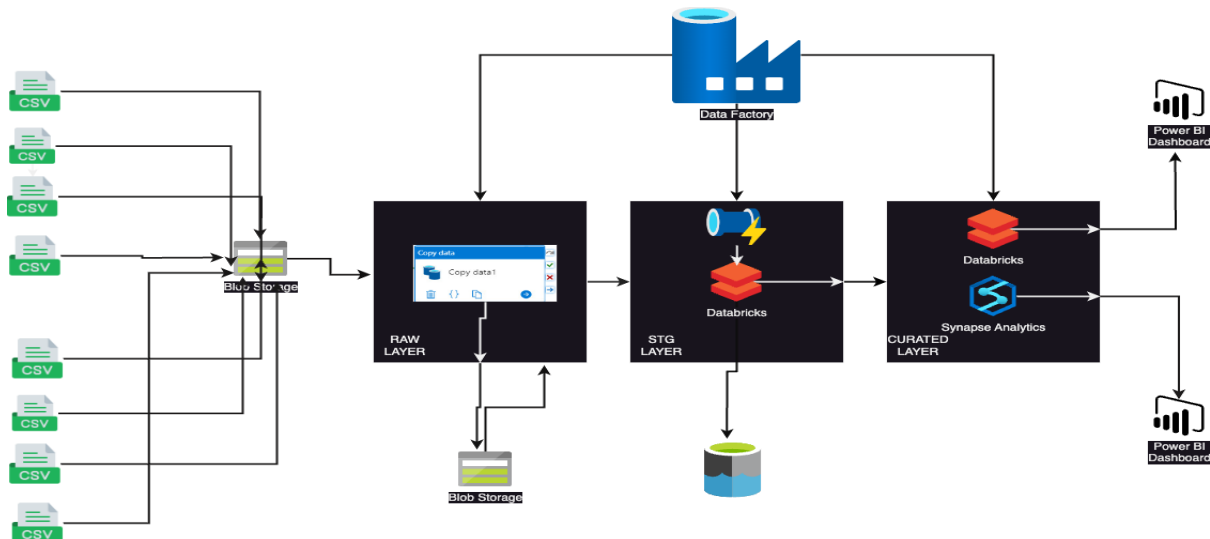 Data Factory
CSV
CSV
CSV
CSV
CSV
CSV
CSV
CSV
Blob Storage
Copy data
Copy data1
{}
RAW
LAYER
Blob Storage
Databricks
STG
LAYER
Databricks
Synapse Analytics
CURATED
LAYER
Power BI
Dashboard
Power BI
Dashboard